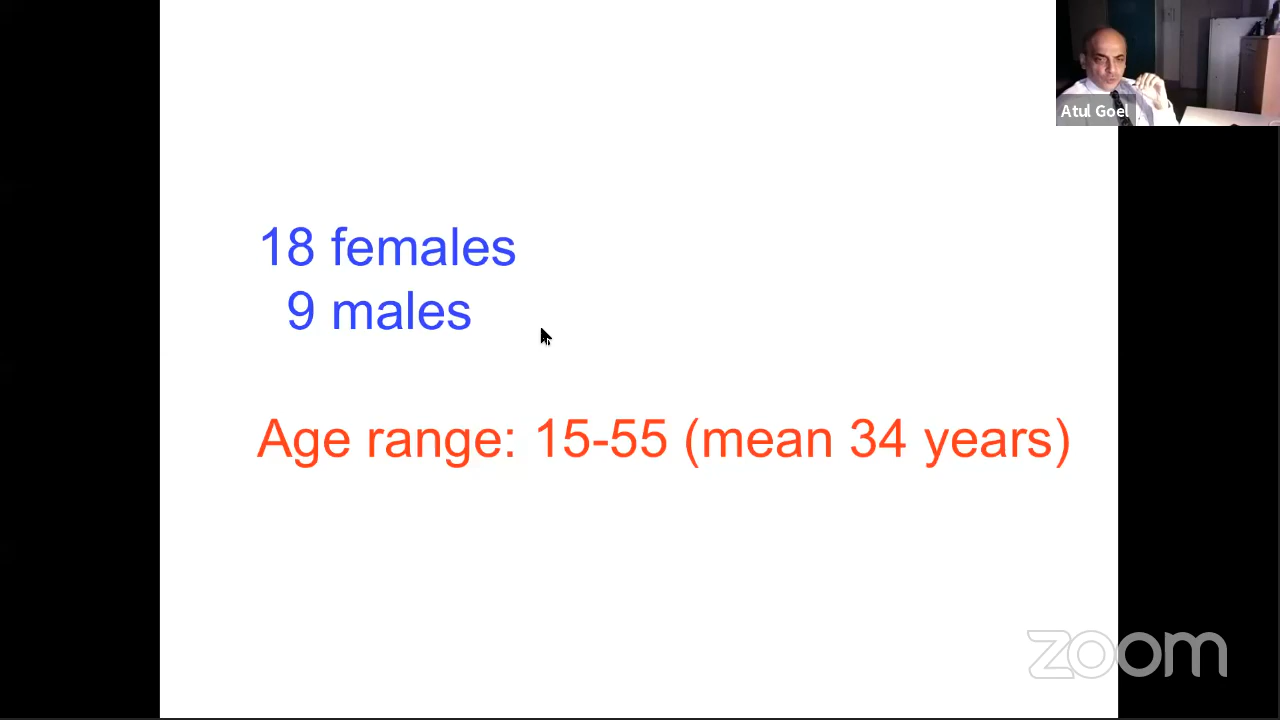 Atul Goel
18 females
9 males
Age range: 15-55 (mean 34 years)
zoom